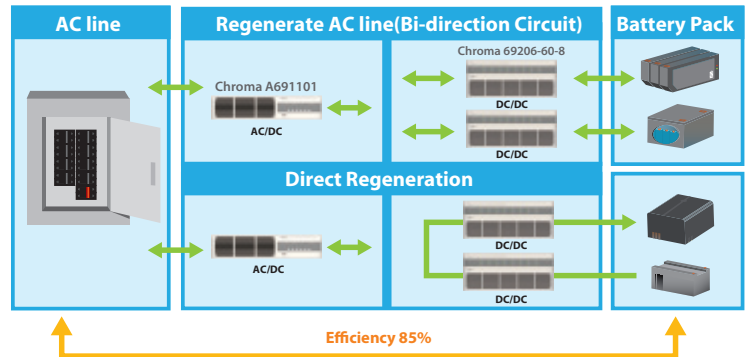 AC line
Regenerate AC line(Bi-direction Circuit)
Battery Pack
Chroma A691101
AC/DC
Chroma 69206-60-8
DC/DC
DC/DC
Direct Regeneration
AC/DC
DC/DC
DC/DC
Efficiency 85%